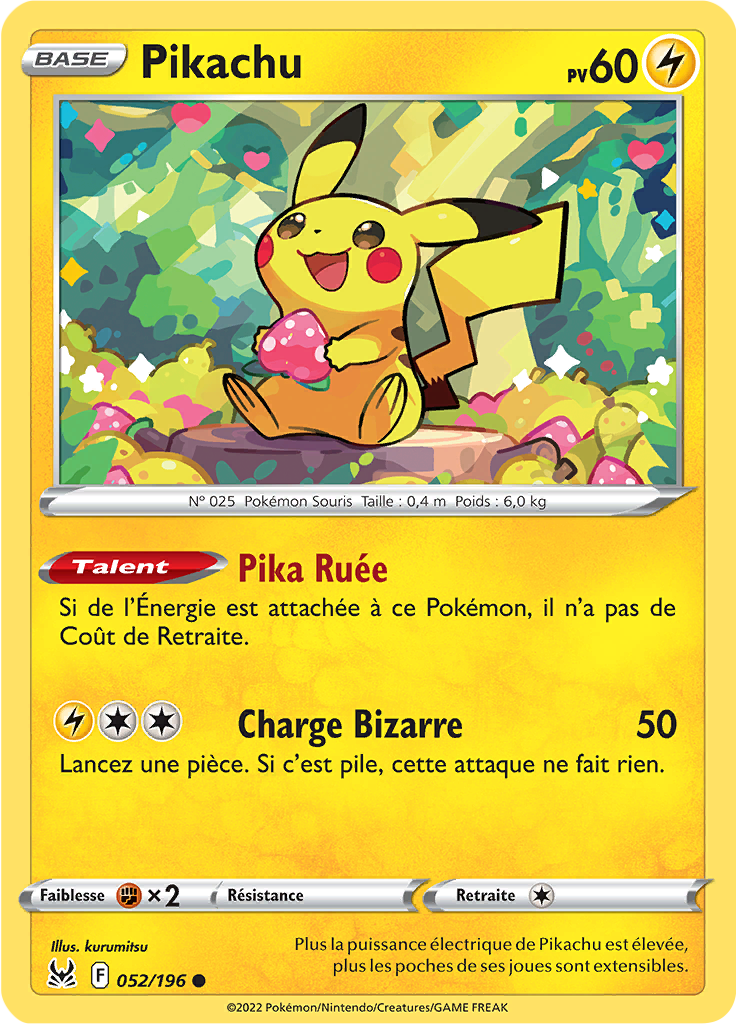 BASE Pikachu PV60
N° 025 Pokémon Souris Taille : 0,4 m Poids : 6,0 kg
Talent Pika Ruée
Si de l’Énergie est attachée à ce Pokémon, il n’a pas de
Coût de Retraite.
Charge Bizarre 50
Lancez une pièce. Si c’est pile, cette attaque ne fait rien.
Faiblesse ×2 Résistance Retraite
Illus. kurumitsu
Plus la puissance électrique de Pikachu est élevée,
plus les poches de ses joues sont extensibles.
F 052/196
©2022 Pokémon/Nintendo/Creatures/GAME FREAK